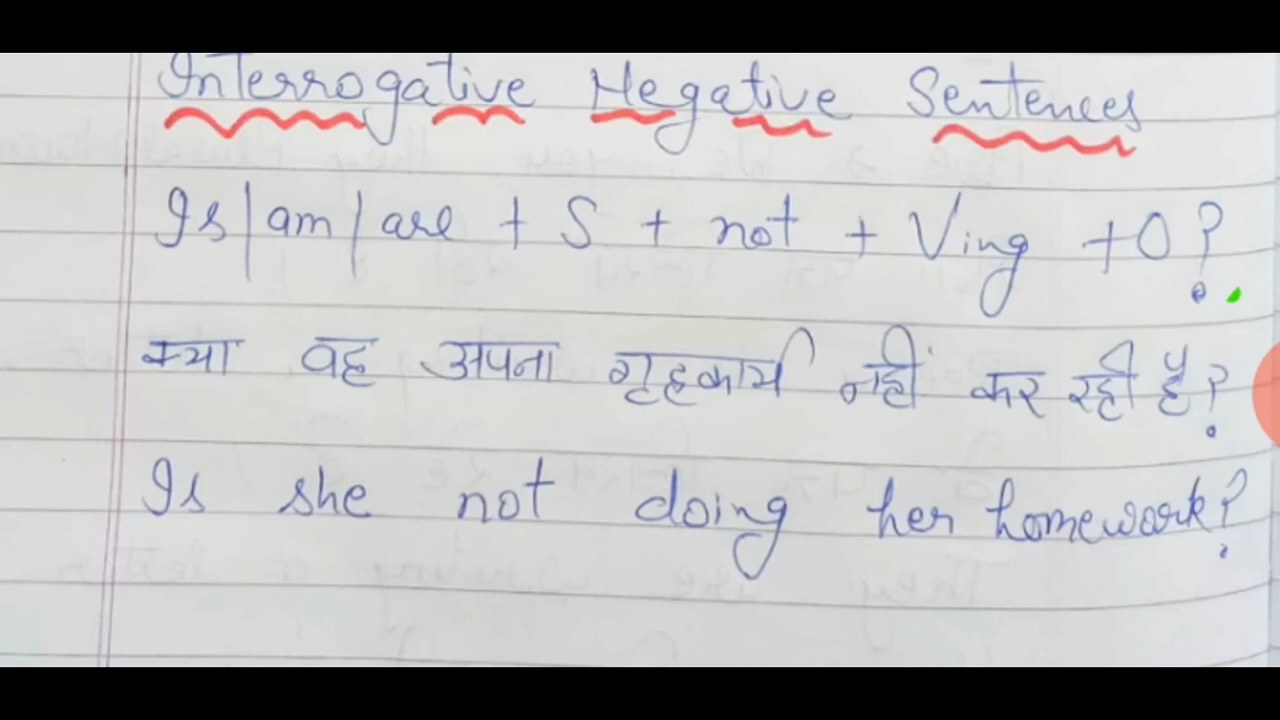 Interrogative Negative Sentences
Is|am|are + S + not + Ving + O?
क्या वह अपना गृहकार्य नहीं कर रही है?
Is she not doing her homework?